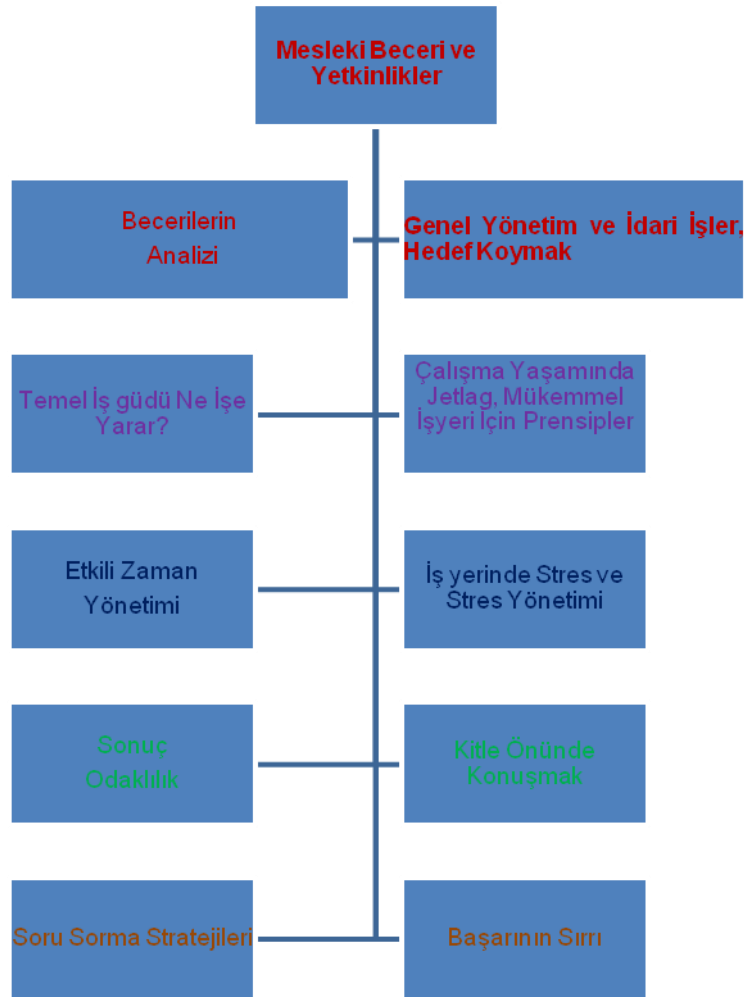 Mesleki Beceri ve
Yetkinlikler
Becerilerin
Analizi
Genel Yönetim ve İdari İşler,
Hedef Koymak
Temel İş güdü Ne İşe
Yarar?
Çalışma Yaşamında
Jetlag, Mükemmel
İşyeri İçin Prensipler
Etkili Zaman
Yönetimi
İş yerinde Stres ve
Stres Yönetimi
Sonuç
Odaklılık
Kitle Önünde
Konuşmak
Soru Sorma Stratejileri
Başarının Sırrı